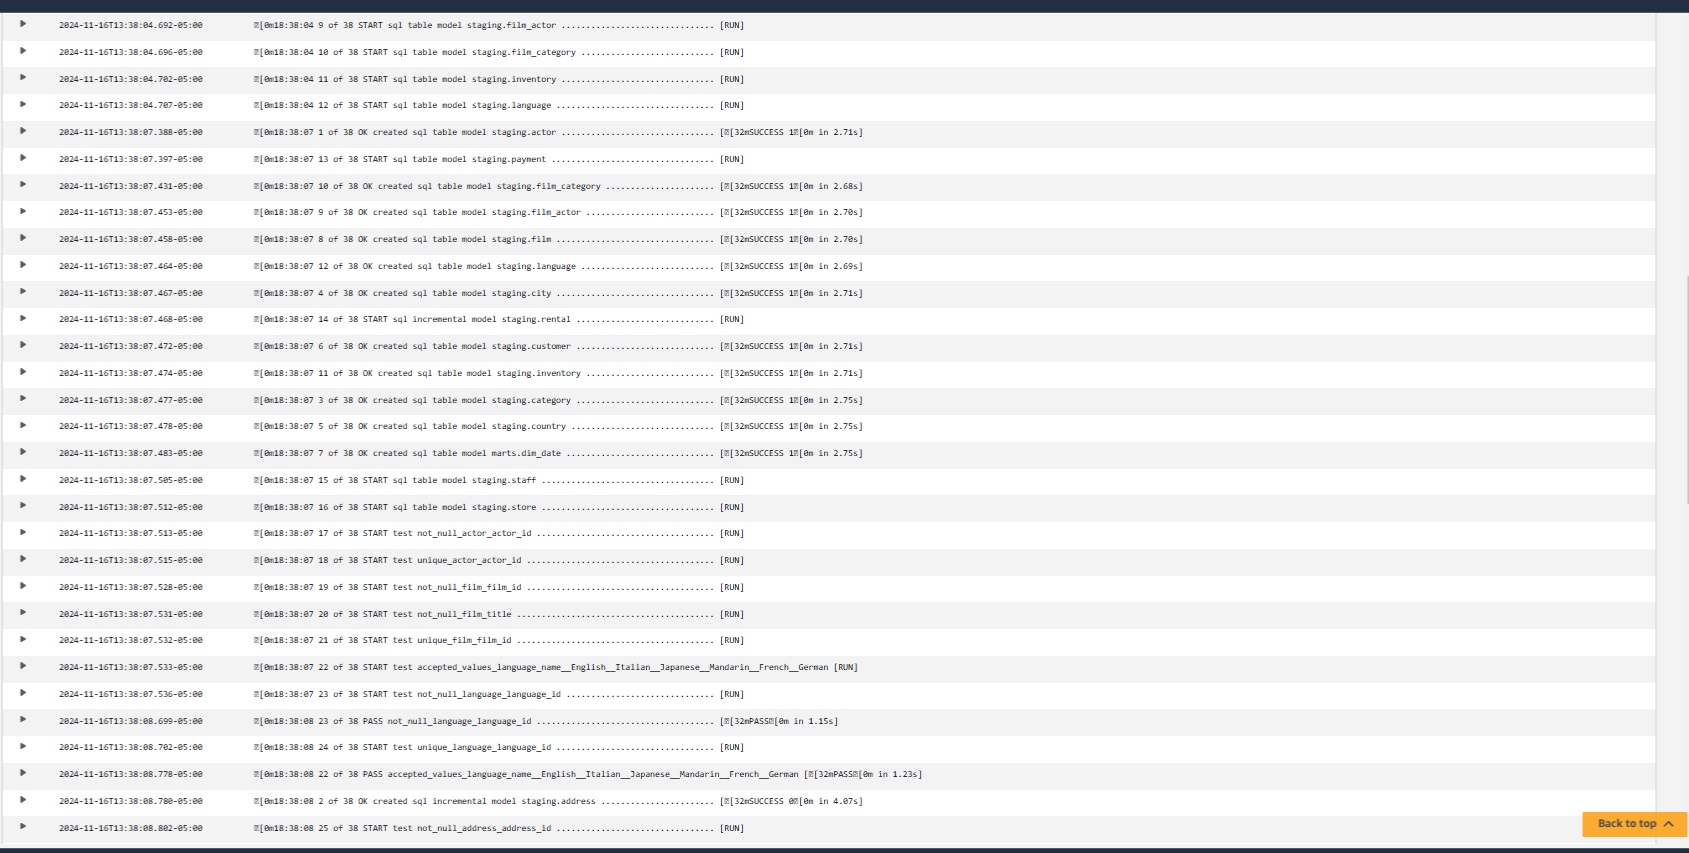 2024-11-16T13:38:04.692-05:00 [0m18:38:04 9 of 38 START sql table model staging.film_actor ................................ [RUN]
2024-11-16T13:38:04.696-05:00 [0m18:38:04 10 of 38 START sql table model staging.film_category ........................... [RUN]
2024-11-16T13:38:04.702-05:00 [0m18:38:04 11 of 38 START sql table model staging.inventory ............................... [RUN]
2024-11-16T13:38:04.707-05:00 [0m18:38:04 12 of 38 START sql table model staging.language ................................ [RUN]
2024-11-16T13:38:07.388-05:00 [0m18:38:07 1 of 38 OK created sql table model staging.actor ............................... [[32mSUCCESS 1[0m in 2.71s]
2024-11-16T13:38:07.397-05:00 [0m18:38:07 13 of 38 START sql table model staging.payment ................................. [RUN]
2024-11-16T13:38:07.431-05:00 [0m18:38:07 10 of 38 OK created sql table model staging.film_category ...................... [[32mSUCCESS 1[0m in 2.68s]
2024-11-16T13:38:07.453-05:00 [0m18:38:07 9 of 38 OK created sql table model staging.film_actor .......................... [[32mSUCCESS 1[0m in 2.70s]
2024-11-16T13:38:07.458-05:00 [0m18:38:07 8 of 38 OK created sql table model staging.film ................................ [[32mSUCCESS 1[0m in 2.70s]
2024-11-16T13:38:07.464-05:00 [0m18:38:07 12 of 38 OK created sql table model staging.language ........................... [[32mSUCCESS 1[0m in 2.69s]
2024-11-16T13:38:07.467-05:00 [0m18:38:07 4 of 38 OK created sql table model staging.city ................................ [[32mSUCCESS 1[0m in 2.71s]
2024-11-16T13:38:07.468-05:00 [0m18:38:07 14 of 38 START sql incremental model staging.rental ............................ [RUN]
2024-11-16T13:38:07.472-05:00 [0m18:38:07 6 of 38 OK created sql table model staging.customer ............................ [[32mSUCCESS 1[0m in 2.71s]
2024-11-16T13:38:07.474-05:00 [0m18:38:07 11 of 38 OK created sql table model staging.inventory .......................... [[32mSUCCESS 1[0m in 2.71s]
2024-11-16T13:38:07.477-05:00 [0m18:38:07 3 of 38 OK created sql table model staging.category ............................ [[32mSUCCESS 1[0m in 2.75s]
2024-11-16T13:38:07.478-05:00 [0m18:38:07 5 of 38 OK created sql table model staging.country ............................. [[32mSUCCESS 1[0m in 2.75s]
2024-11-16T13:38:07.483-05:00 [0m18:38:07 7 of 38 OK created sql table model marts.dim_date .............................. [[32mSUCCESS 1[0m in 2.75s]
2024-11-16T13:38:07.505-05:00 [0m18:38:07 15 of 38 START sql table model staging.staff ................................... [RUN]
2024-11-16T13:38:07.512-05:00 [0m18:38:07 16 of 38 START sql table model staging.store ................................... [RUN]
2024-11-16T13:38:07.513-05:00 [0m18:38:07 17 of 38 START test not_null_actor_actor_id .................................... [RUN]
2024-11-16T13:38:07.515-05:00 [0m18:38:07 18 of 38 START test unique_actor_actor_id ...................................... [RUN]
2024-11-16T13:38:07.528-05:00 [0m18:38:07 19 of 38 START test not_null_film_film_id ...................................... [RUN]
2024-11-16T13:38:07.531-05:00 [0m18:38:07 20 of 38 START test not_null_film_title ........................................ [RUN]
2024-11-16T13:38:07.532-05:00 [0m18:38:07 21 of 38 START test unique_film_film_id ........................................ [RUN]
2024-11-16T13:38:07.533-05:00 [0m18:38:07 22 of 38 START test accepted_values_language_name__English__Italian__Japanese__Mandarin__French__German [RUN]
2024-11-16T13:38:07.536-05:00 [0m18:38:07 23 of 38 START test not_null_language_language_id .............................. [RUN]
2024-11-16T13:38:08.699-05:00 [0m18:38:08 23 of 38 PASS not_null_language_language_id .................................... [[32mPASS[0m in 1.15s]
2024-11-16T13:38:08.702-05:00 [0m18:38:08 24 of 38 START test unique_language_language_id ................................ [RUN]
2024-11-16T13:38:08.778-05:00 [0m18:38:08 22 of 38 PASS accepted_values_language_name__English__Italian__Japanese__Mandarin__French__German [[32mPASS[0m in 1.23s]
2024-11-16T13:38:08.780-05:00 [0m18:38:08 2 of 38 OK created sql incremental model staging.address ....................... [[32mSUCCESS 0[0m in 4.07s]
2024-11-16T13:38:08.802-05:00 [0m18:38:08 25 of 38 START test not_null_address_address_id ................................ [RUN]
Back to top